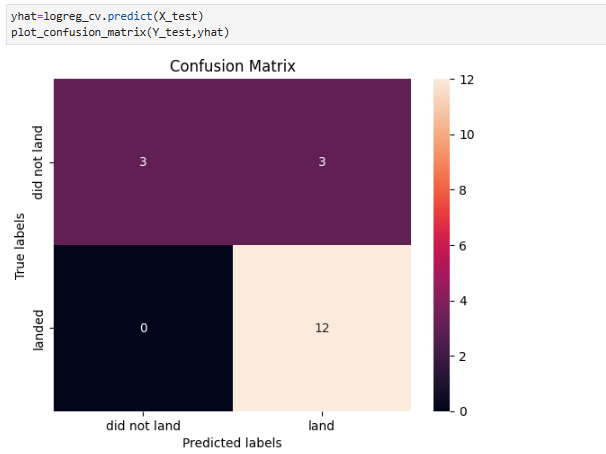 yhat=logreg_cv.predict(X_test)
plot_confusion_matrix(Y_test,yhat)
Confusion Matrix
True labels
did not land
landed
3
3
0
12
did not land
land
Predicted labels
12
10
8
6
4
2
0